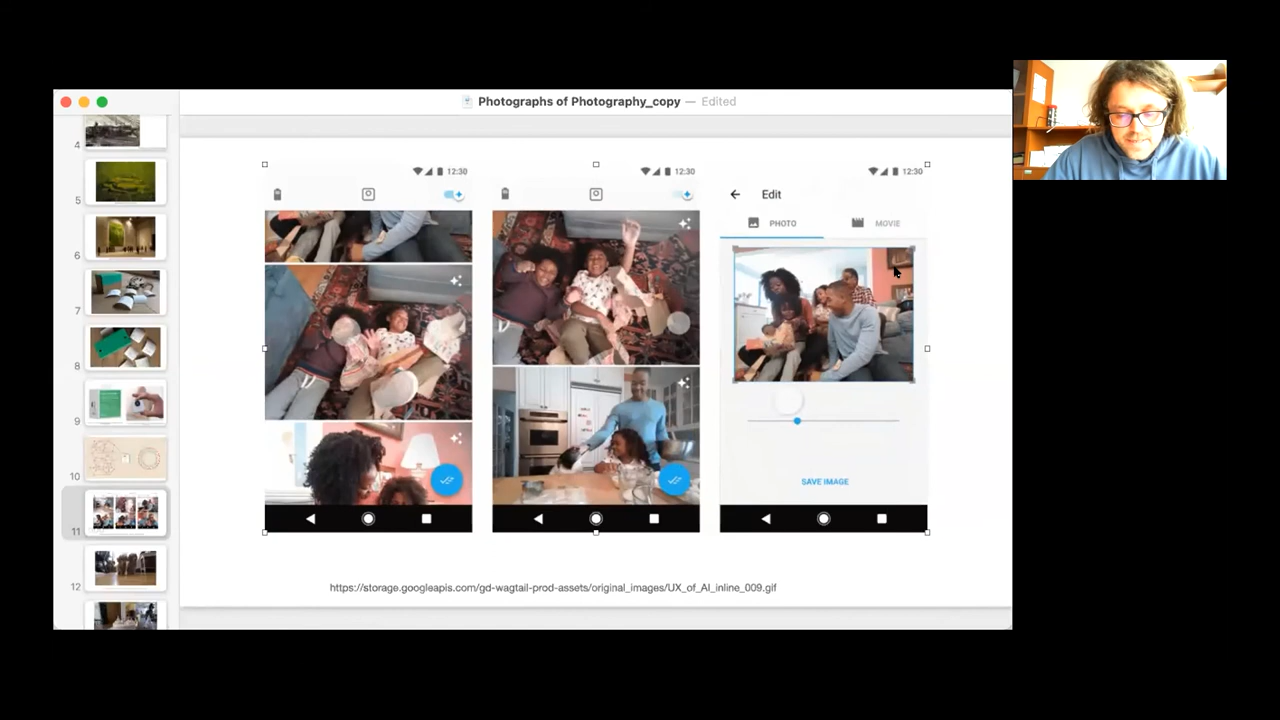 Photographs of Photography_copy — Edited
4
5
6
7
8
9
10
11
12
12:30
12:30
12:30
Edit
PHOTO
MOVIE
SAVE IMAGE
https://storage.googleapis.com/gd-wagtail-prod-assets/original_images/UX_of_AI_inline_009.gif